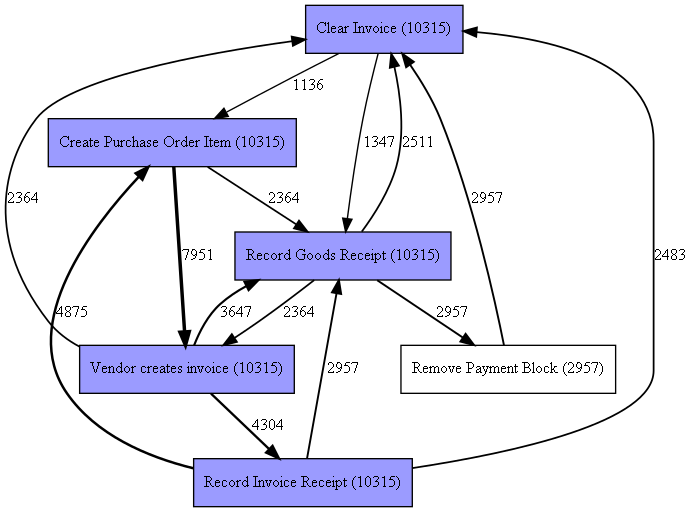 Clear Invoice (10315)
1136
Create Purchase Order Item (10315)
1347
2511
2364
2364
2957
7951
Record Goods Receipt (10315)
2483
4875
3647
2364
2957
Vendor creates invoice (10315)
Remove Payment Block (2957)
4304
2957
Record Invoice Receipt (10315)